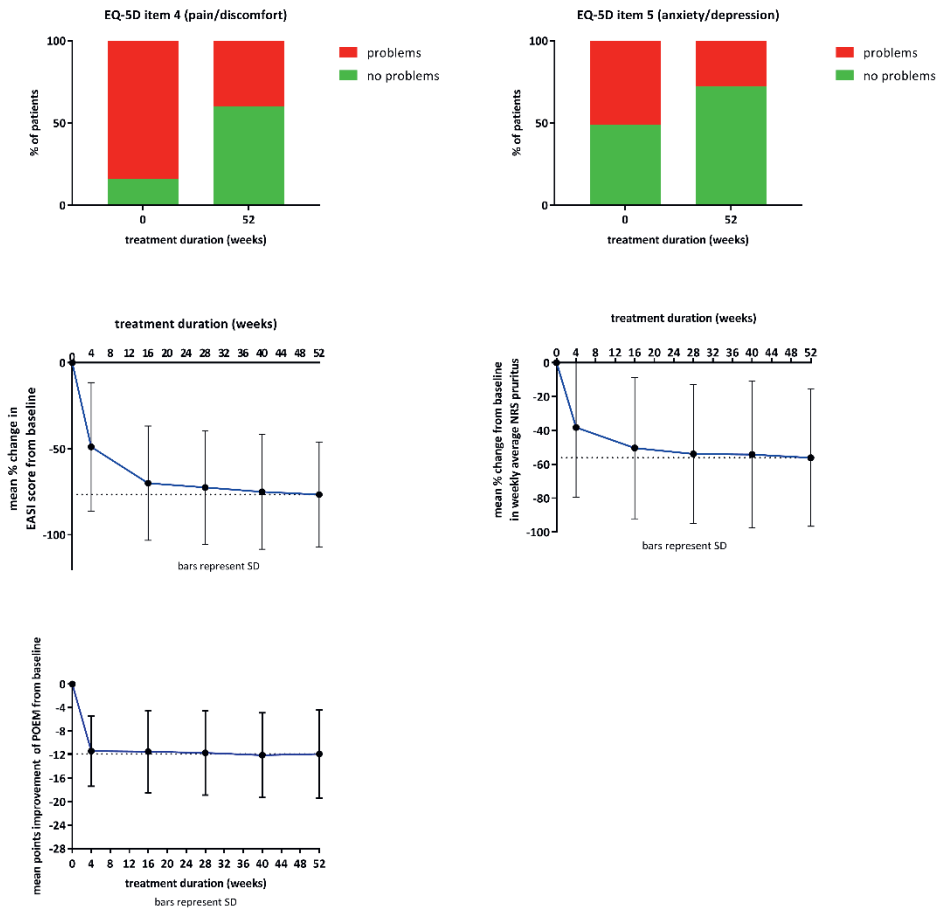 EQ-5D item 4 (pain/discomfort)
100
50
0
% of patients
problems
no problems
0 52
treatment duration (weeks)
EQ-5D item 5 (anxiety/depression)
100
50
0
% of patients
problems
no problems
0 52
treatment duration (weeks)
treatment duration (weeks)
0 4 8 12 16 20 24 28 32 36 40 44 48 52
0
-50
-100
mean % change in
EASI score from baseline
bars represent SD
treatment duration (weeks)
0 4 8 12 16 20 24 28 32 36 40 44 48 52
0
-20
-40
-60
-80
-100
mean % change from baseline
in weekly average NRS pruritus
bars represent SD
mean points improvement of POEM from baseline
0
-4
-8
-12
-16
-20
-24
-28
0 4 8 12 16 20 24 28 32 36 40 44 48 52
treatment duration (weeks)
bars represent SD